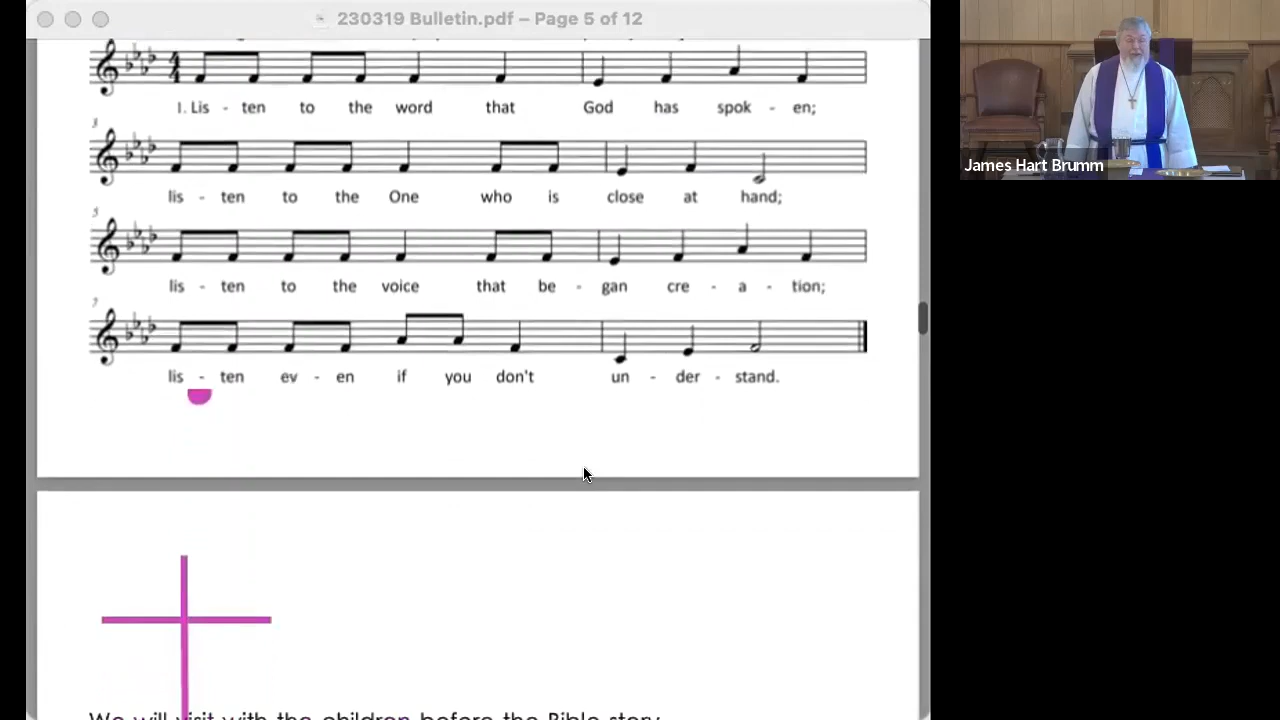 230319 Bulletin.pdf – Page 5 of 12
James Hart Brumm
4 4
1. Lis - ten to the word that God has spok - en;
3
lis - ten to the One who is close at hand;
5
lis - ten to the voice that be - gan cre - a - tion;
7
lis - ten ev - en if you don't un - der - stand.
We will visit with the children before the Bible story